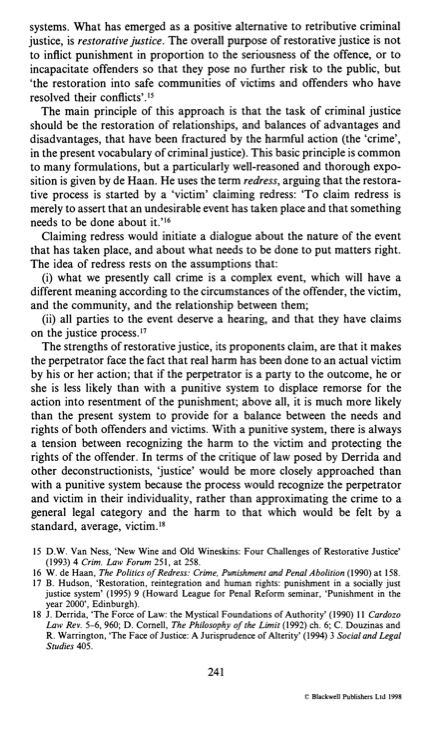 systems. What has emerged as a positive alternative to retributive criminal
justice, is restorative justice. The overall purpose of restorative justice is not
to inflict punishment in proportion to the seriousness of the offence, or to
incapacitate offenders so that they pose no further risk to the public, but
‘the restoration into safe communities of victims and offenders who have
resolved their conflicts’.15
The main principle of this approach is that the task of criminal justice
should be the restoration of relationships, and balances of advantages and
disadvantages, that have been fractured by the harmful action (the ‘crime’,
in the present vocabulary of criminal justice). This basic principle is common
to many formulations, but a particularly well-reasoned and thorough expo-
sition is given by de Haan. He uses the term redress, arguing that the restora-
tive process is started by a ‘victim’ claiming redress: ‘To claim redress is
merely to assert that an undesirable event has taken place and that something
needs to be done about it.’16
Claiming redress would initiate a dialogue about the nature of the event
that has taken place, and about what needs to be done to put matters right.
The idea of redress rests on the assumptions that:
(i) what we presently call crime is a complex event, which will have a
different meaning according to the circumstances of the offender, the victim,
and the community, and the relationship between them;
(ii) all parties to the event deserve a hearing, and that they have claims
on the justice process.17
The strengths of restorative justice, its proponents claim, are that it makes
the perpetrator face the fact that real harm has been done to an actual victim
by his or her action; that if the perpetrator is a party to the outcome, he or
she is less likely than with a punitive system to displace remorse for the
action into resentment of the punishment; above all, it is much more likely
than the present system to provide for a balance between the needs and
rights of both offenders and victims. With a punitive system, there is always
a tension between recognizing the harm to the victim and protecting the
rights of the offender. In terms of the critique of law posed by Derrida and
other deconstructionists, ‘justice’ would be more closely approached than
with a punitive system because the process would recognize the perpetrator
and victim in their individuality, rather than approximating the crime to a
general legal category and the harm to that which would be felt by a
standard, average, victim.18
15 D.W. Van Ness, ‘New Wine and Old Wineskins: Four Challenges of Restorative Justice’
(1993) 4 Crim. Law Forum 251, at 258.
16 W. de Haan, The Politics of Redress: Crime, Punishment and Penal Abolition (1990) at 158.
17 B. Hudson, ‘Restoration, reintegration and human rights: punishment in a socially just
justice system’ (1995) 9 (Howard League for Penal Reform seminar, ‘Punishment in the
year 2000’, Edinburgh).
18 J. Derrida, ‘The Force of Law: the Mystical Foundations of Authority’ (1990) 11 Cardozo
Law Rev. 5–6, 960; D. Cornell, The Philosophy of the Limit (1992) ch. 6; C. Douzinas and
R. Warrington, ‘The Face of Justice: A Jurisprudence of Alterity’ (1994) 3 Social and Legal
Studies 405.
241
© Blackwell Publishers Ltd 1998